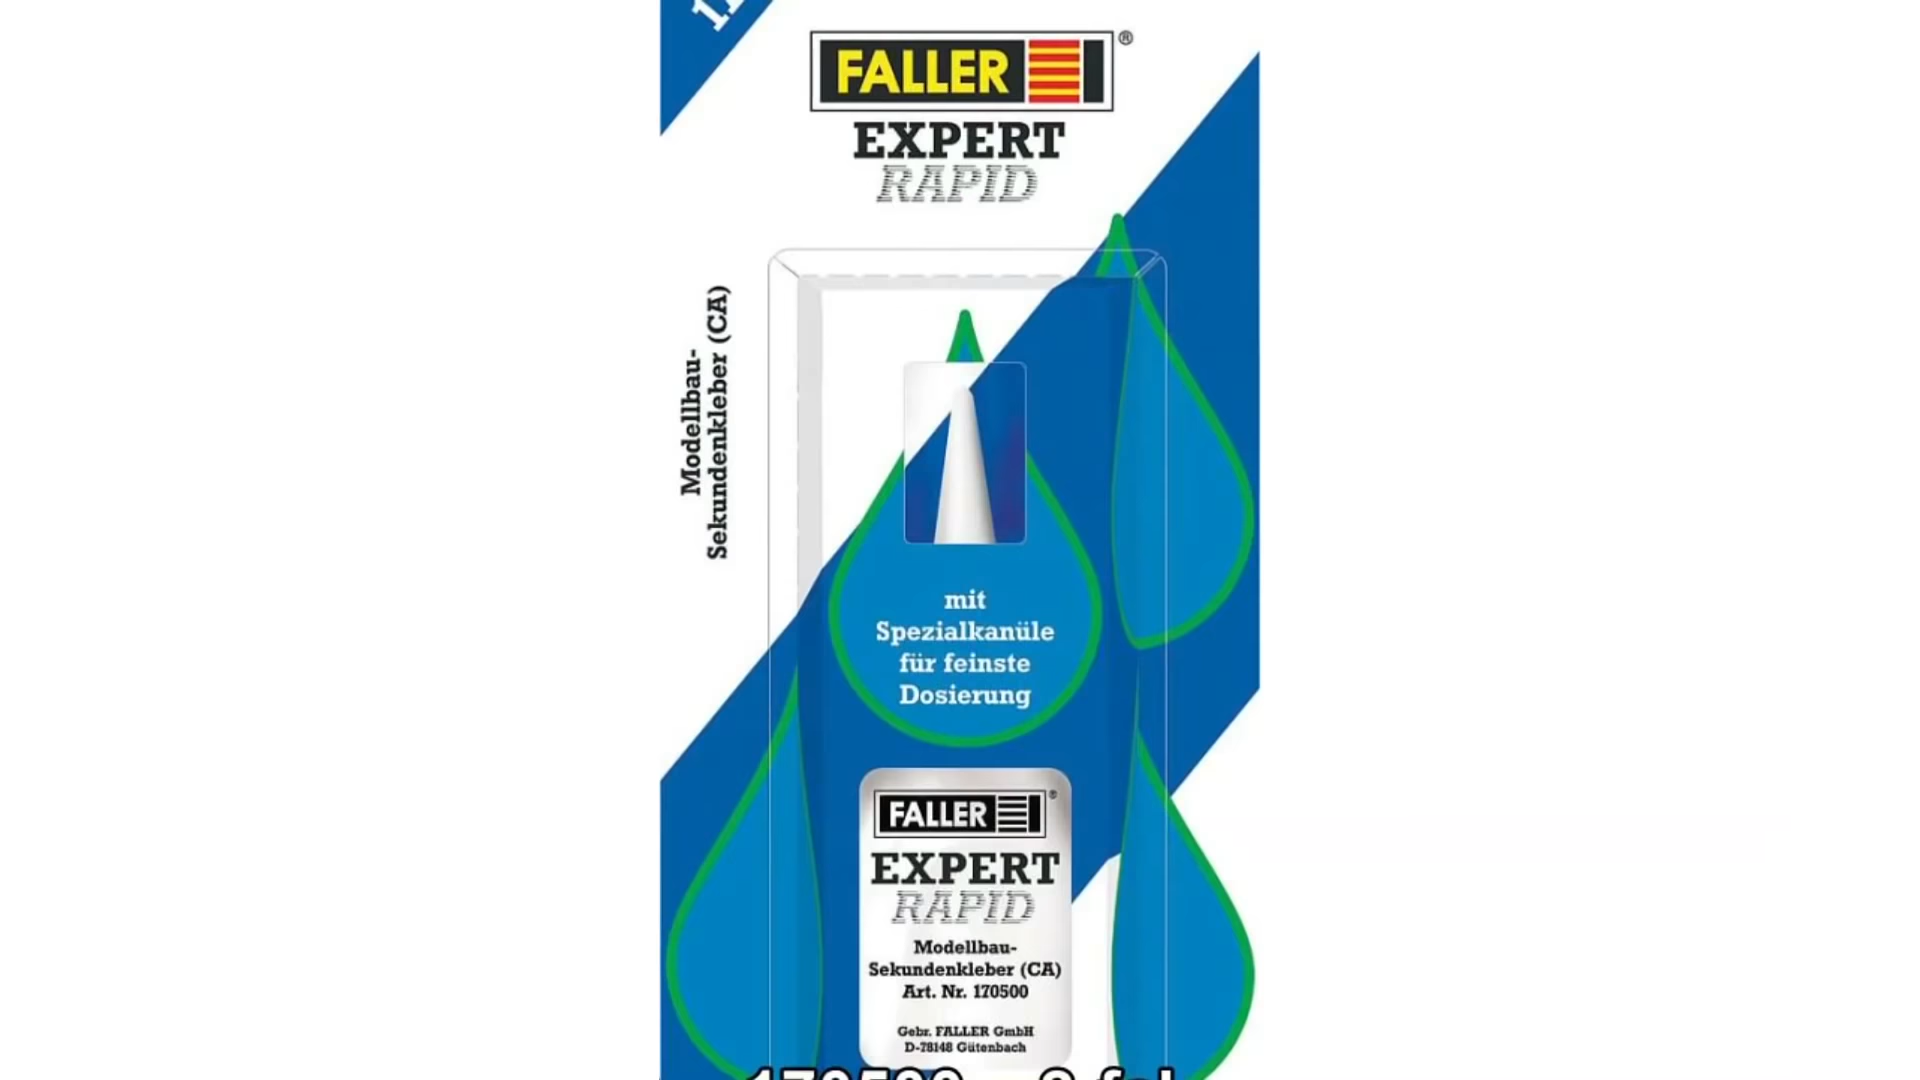 FALLER ®
EXPERT
RAPID
Modellbau-
Sekundenkleber (CA)
mit
Spezialkanüle
für feinste
Dosierung
FALLER ®
EXPERT
RAPID
Modellbau-
Sekundenkleber (CA)
Art. Nr. 170500
Gebr. FALLER GmbH
D-78148 Gütenbach